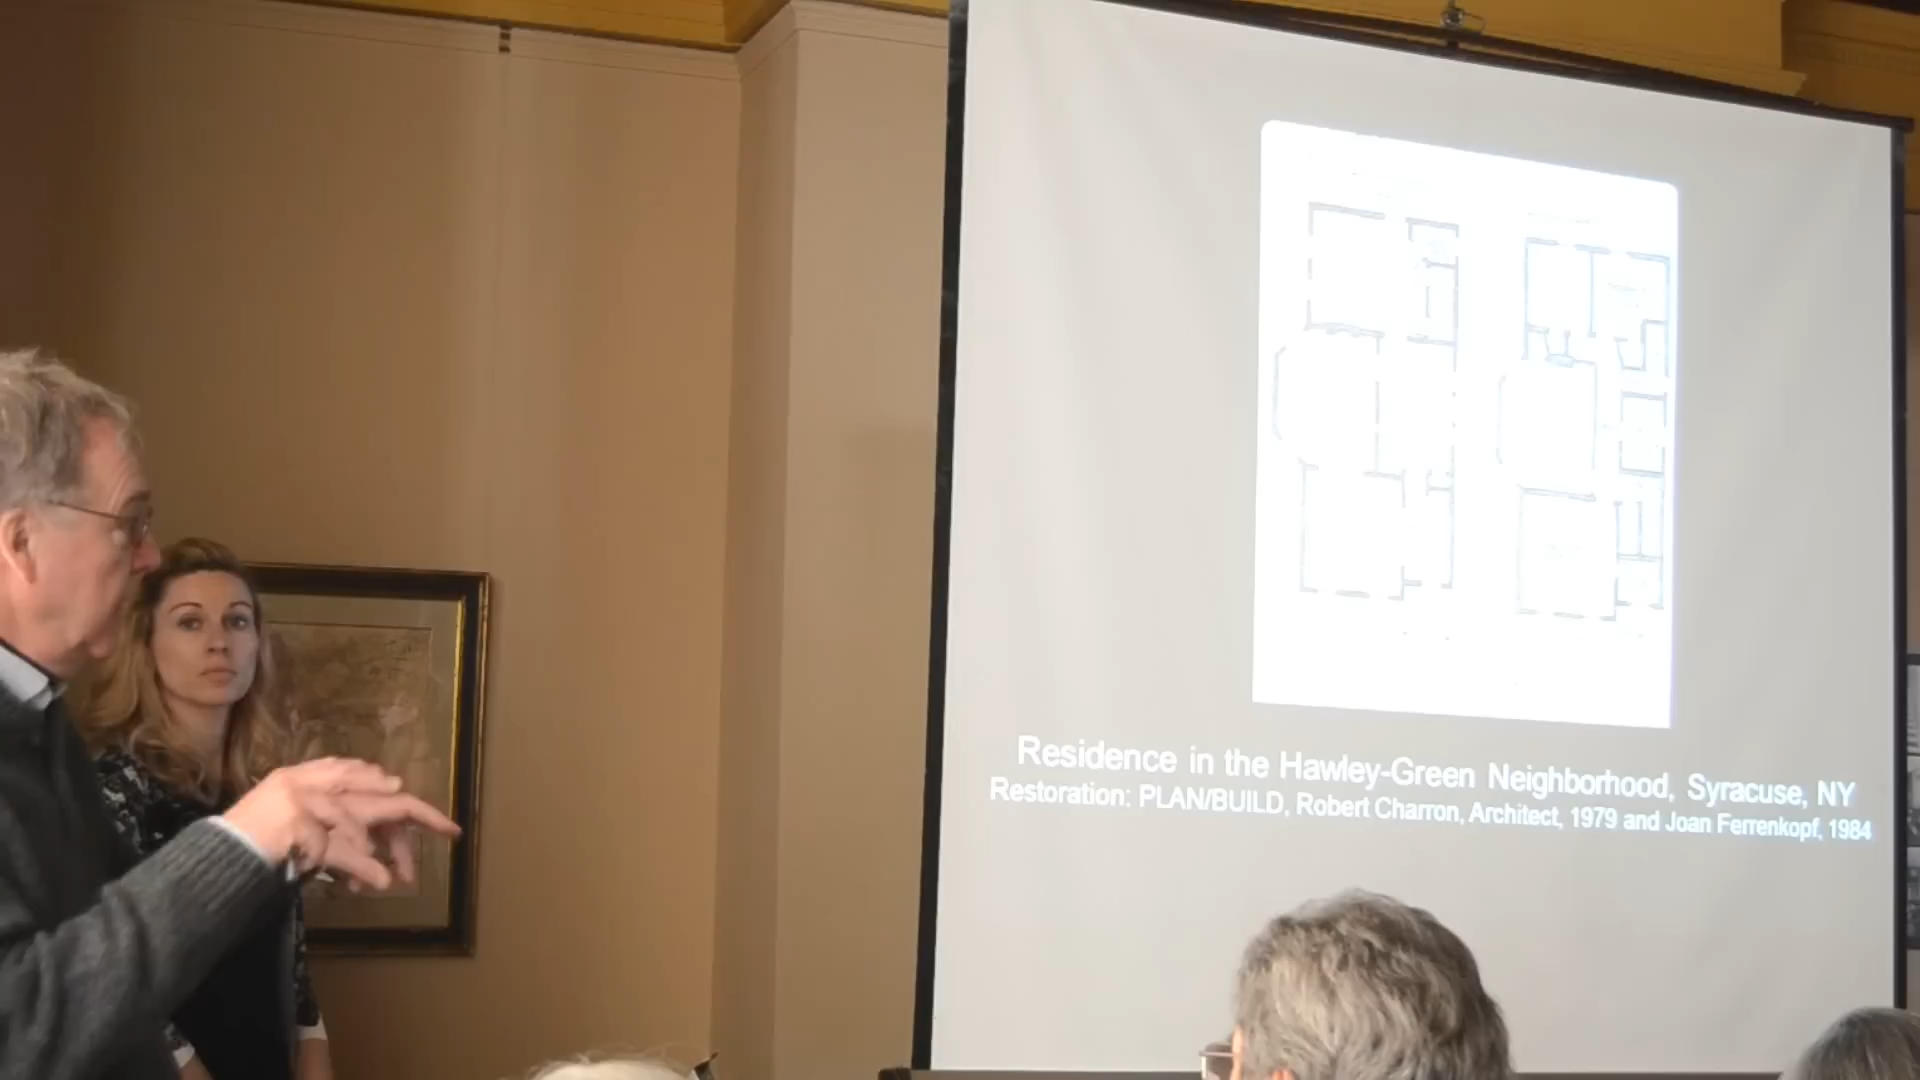 Residence in the Hawley-Green Neighborhood, Syracuse, NY
Restoration: PLAN/BUILD, Robert Charron, Architect, 1979 and Joan Ferrenkopf, 1984